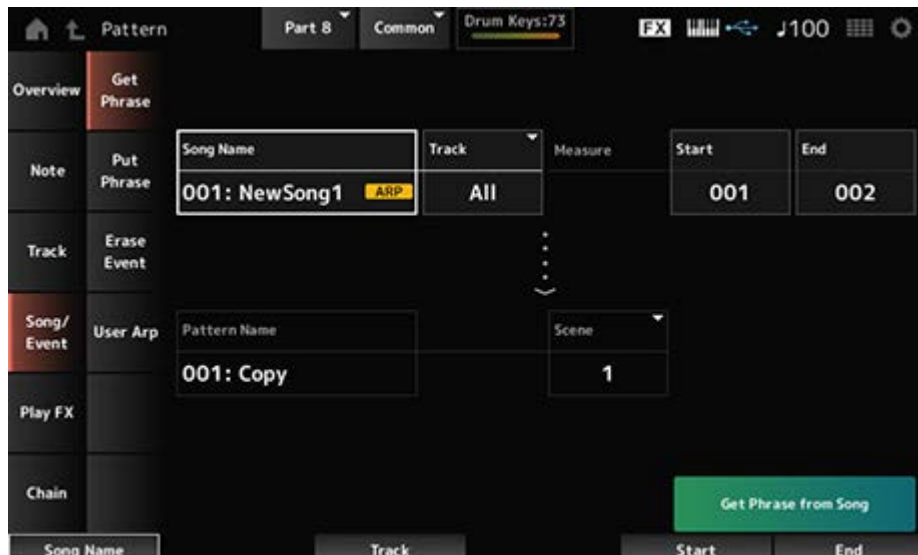 Pattern Part 8 Common Drum Keys:73 FX ♩100
Overview
Get
Phrase
Note
Put
Phrase
Track
Erase
Event
Song/
Event
User Arp
Play FX
Chain
Song Name Track Measure Start End
001: NewSong1 ARP All 001 002
Pattern Name Scene
001: Copy 1
Get Phrase from Song
Song Name Track Start End